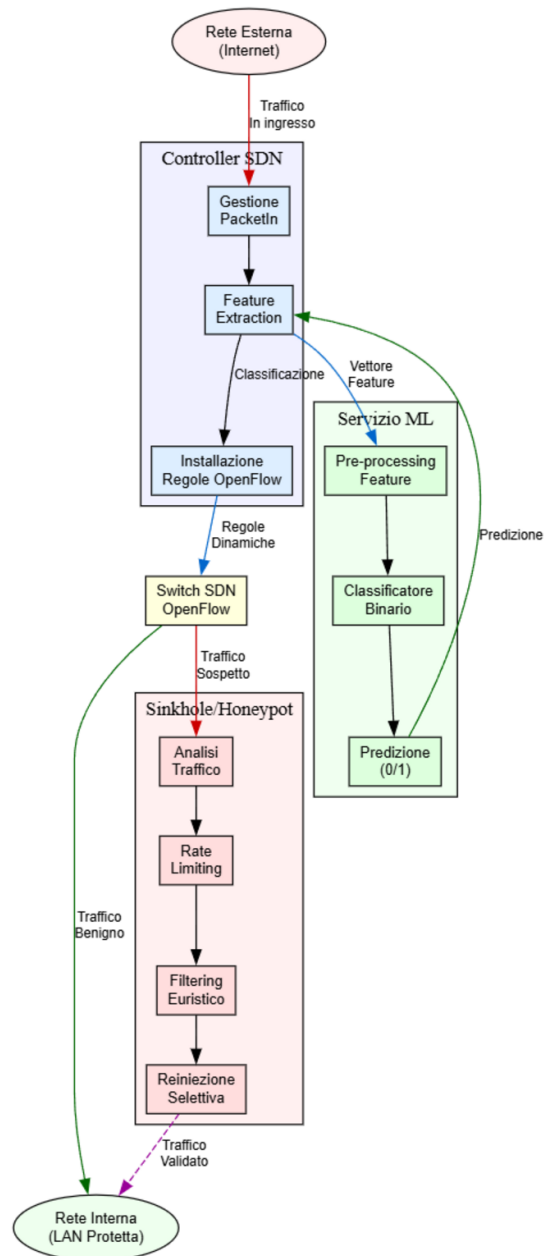 Rete Esterna
(Internet)
Traffico
In ingresso
Controller SDN
Gestione
PacketIn
Feature
Extraction
Classificazione
Vettore
Feature
Servizio ML
Installazione
Regole OpenFlow
Pre-processing
Feature
Regole
Dinamiche
Predizione
Switch SDN
OpenFlow
Classificatore
Binario
Traffico
Sospetto
Sinkhole/Honeypot
Analisi
Traffico
Predizione
(0/1)
Rate
Limiting
Traffico
Benigno
Filtering
Euristico
Reiniezione
Selettiva
Traffico
Validato
Rete Interna
(LAN Protetta)